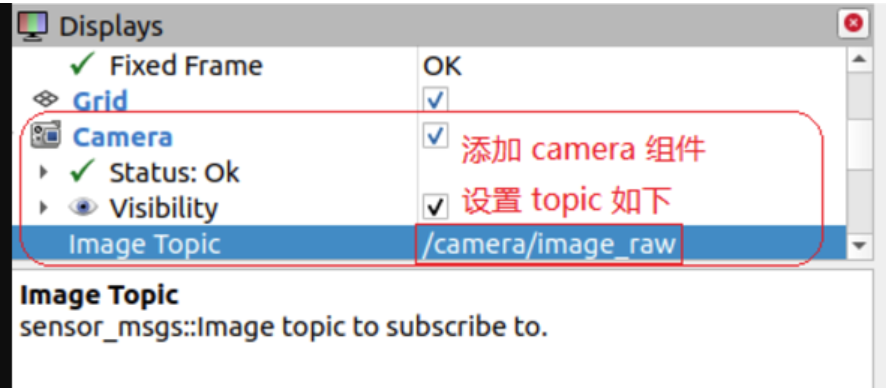 Displays
Fixed Frame OK
Grid
Camera 添加 camera 组件
Status: Ok
Visibility 设置 topic 如下
Image Topic /camera/image_raw
Image Topic
sensor_msgs::Image topic to subscribe to.